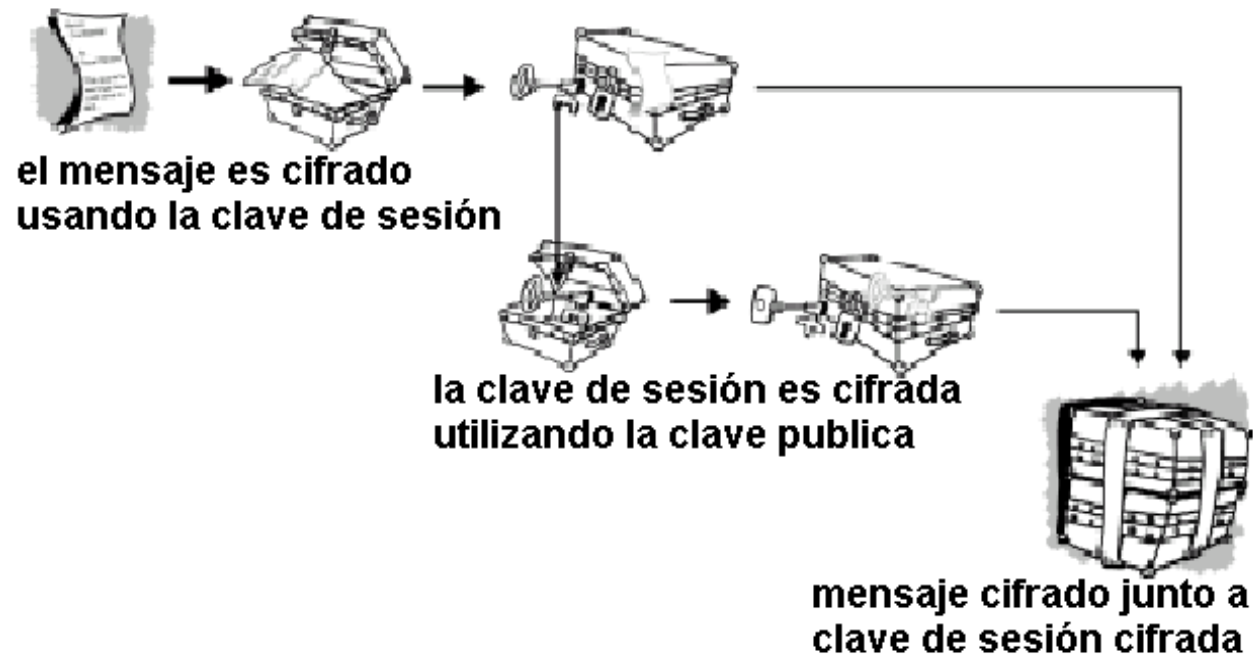 el mensaje es cifrado
usando la clave de sesión
la clave de sesión es cifrada
utilizando la clave publica
mensaje cifrado junto a
clave de sesión cifrada